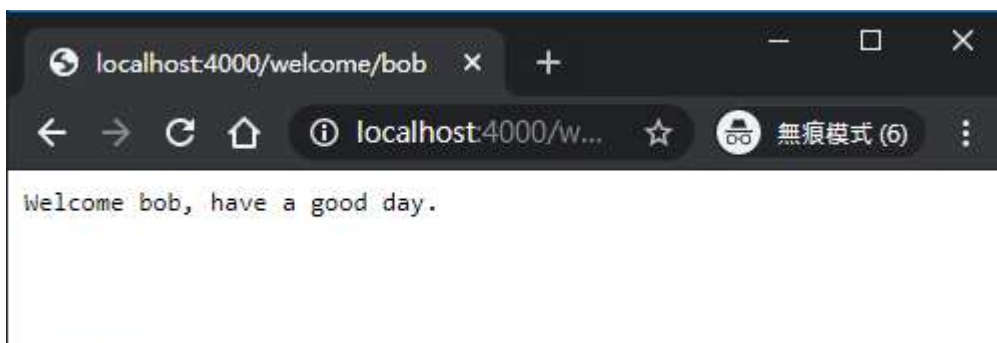 localhost:4000/welcome/bob
localhost:4000/w... 無痕模式 (6)
Welcome bob, have a good day.